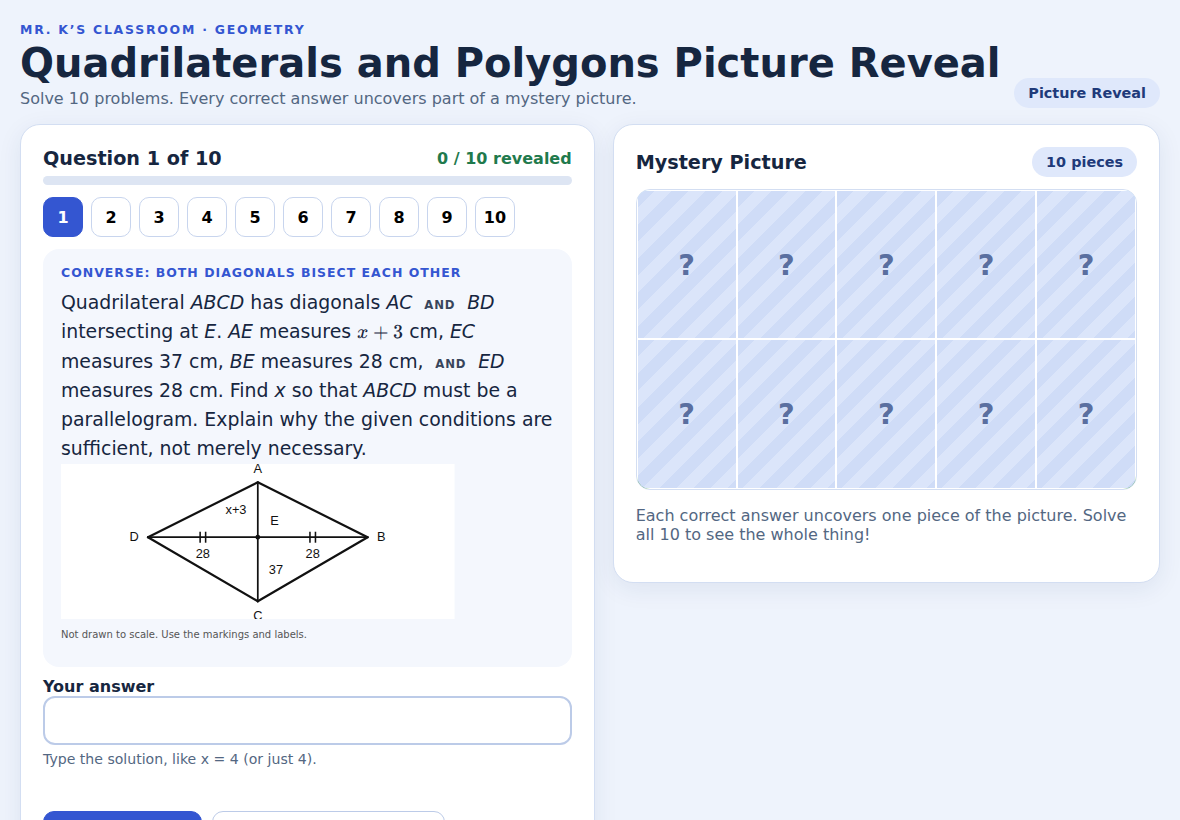 MR. K'S CLASSROOM · GEOMETRY
Quadrilaterals and Polygons Picture Reveal
Solve 10 problems. Every correct answer uncovers part of a mystery picture.
Picture Reveal
Question 1 of 10
0 / 10 revealed
1 2 3 4 5 6 7 8 9 10
CONVERSE: BOTH DIAGONALS BISECT EACH OTHER
Quadrilateral ABCD has diagonals AC AND BD
intersecting at E. AE measures x + 3 cm, EC
measures 37 cm, BE measures 28 cm, AND ED
measures 28 cm. Find x so that ABCD must be a
parallelogram. Explain why the given conditions are
sufficient, not merely necessary.
A
x+3
E
D
B
28
28
37
C
Not drawn to scale. Use the markings and labels.
Your answer
Type the solution, like x = 4 (or just 4).
Mystery Picture
10 pieces
? ? ? ? ?
? ? ? ? ?
Each correct answer uncovers one piece of the picture. Solve
all 10 to see the whole thing!